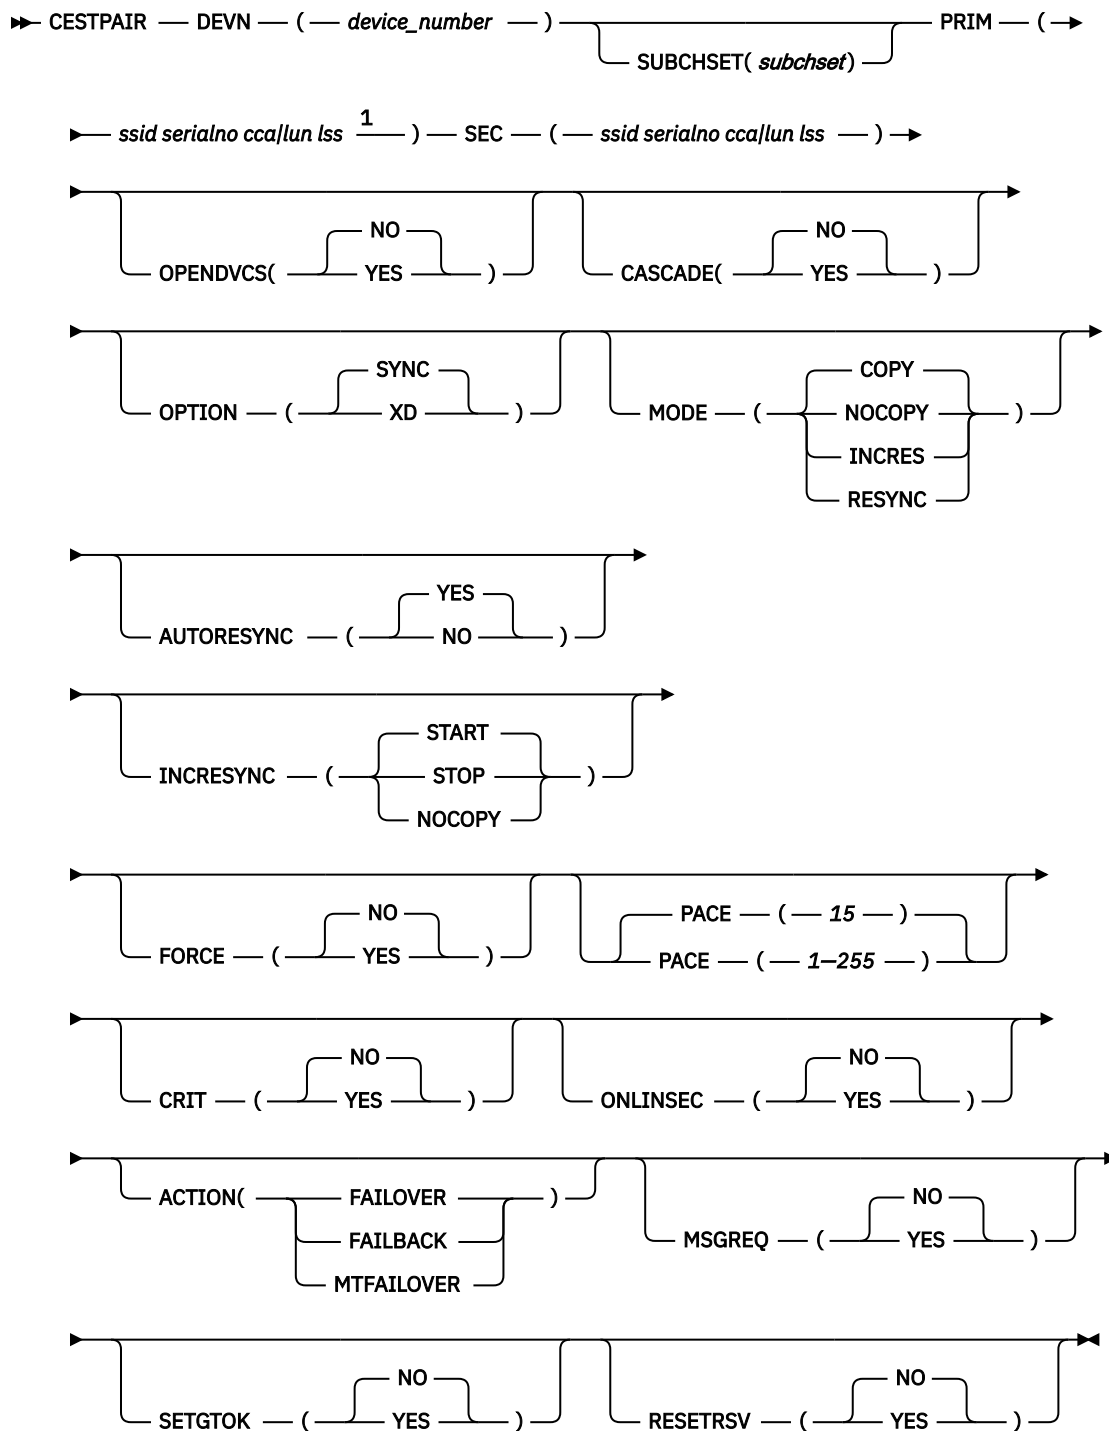 CESTPAIR DEVN ( device_number ) PRIM (
SUBCHSET( subchset)
ssid serialno cca/lun lss 1 ) SEC ( ssid serialno cca/lun lss )
NO NO
OPENDVCS( YES ) CASCADE( YES )
SYNC COPY
OPTION ( XD ) MODE ( NOCOPY )
INCRES
RESYNC
YES
AUTORESYNC ( NO )
START
INCRESYNC ( STOP )
NOCOPY
NO PACE ( 15 )
FORCE ( YES ) PACE ( 1–255 )
NO NO
CRIT ( YES ) ONLINSEC ( YES )
NO
ACTION( FAILOVER )
FAILBACK MSGREQ ( YES )
MTFAILOVER
NO NO
SETGTOK ( YES ) RESETRSV ( YES )